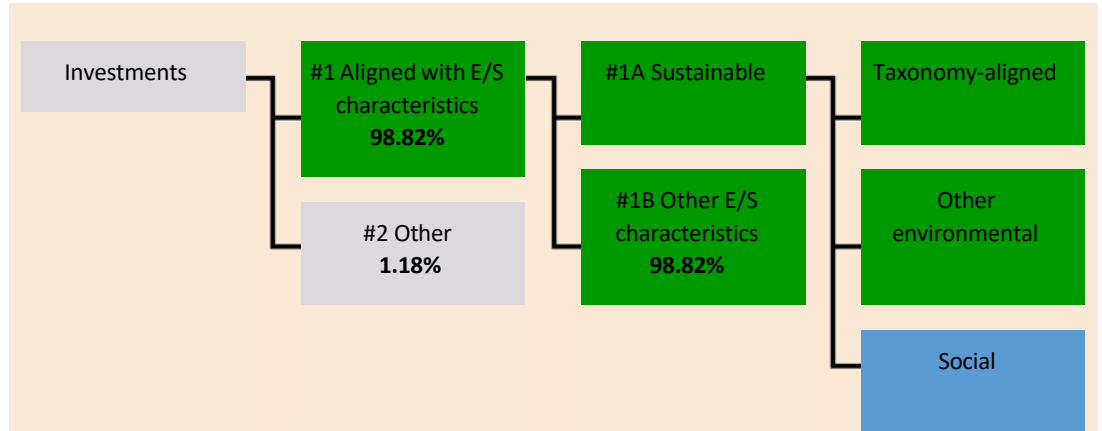 Investments
#1 Aligned with E/S
characteristics
98.82%
#2 Other
1.18%
#1A Sustainable
#1B Other E/S
characteristics
98.82%
Taxonomy-aligned
Other
environmental
Social